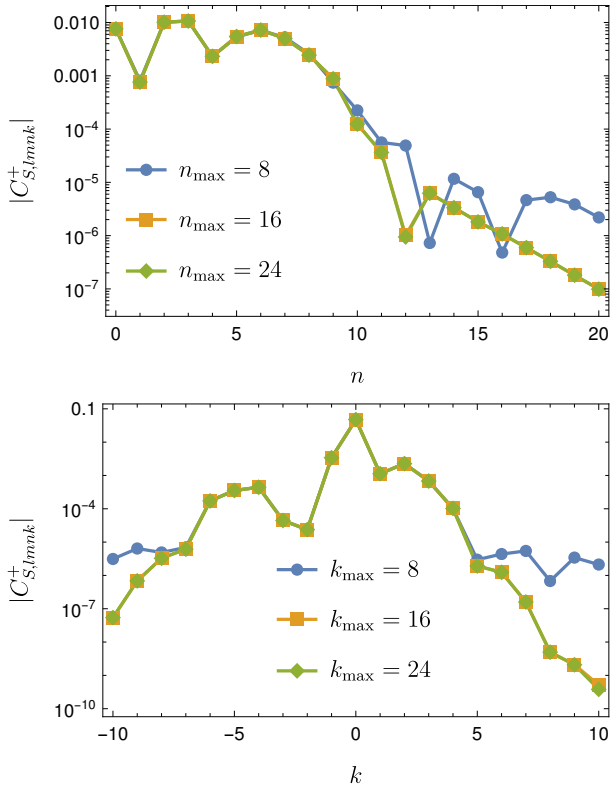 0.010
0.001
10^{-4}
10^{-5}
10^{-6}
10^{-7}
|C^+_{S,lmnk}|
n_max = 8
n_max = 16
n_max = 24
0 5 10 15 20
n
0.1
10^{-4}
10^{-7}
10^{-10}
|C^+_{S,lmnk}|
k_max = 8
k_max = 16
k_max = 24
−10 −5 0 5 10
k